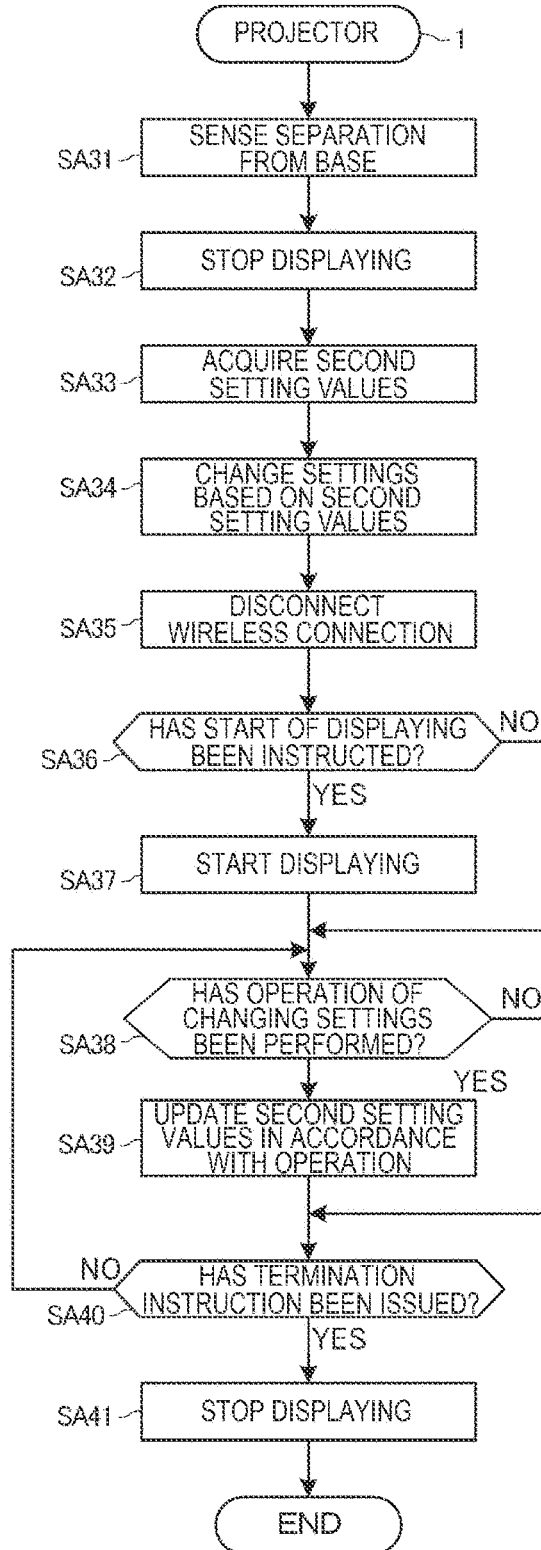 PROJECTOR
1
SA31
SENSE SEPARATION
FROM BASE
SA32
STOP DISPLAYING
SA33
ACQUIRE SECOND
SETTING VALUES
SA34
CHANGE SETTINGS
BASED ON SECOND
SETTING VALUES
SA35
DISCONNECT
WIRELESS CONNECTION
SA36
HAS START OF DISPLAYING
BEEN INSTRUCTED?
NO
YES
SA37
START DISPLAYING
SA38
HAS OPERATION OF
CHANGING SETTINGS
BEEN PERFORMED?
NO
YES
SA39
UPDATE SECOND SETTING
VALUES IN ACCORDANCE
WITH OPERATION
NO
SA40
HAS TERMINATION
INSTRUCTION BEEN ISSUED?
YES
SA41
STOP DISPLAYING
END